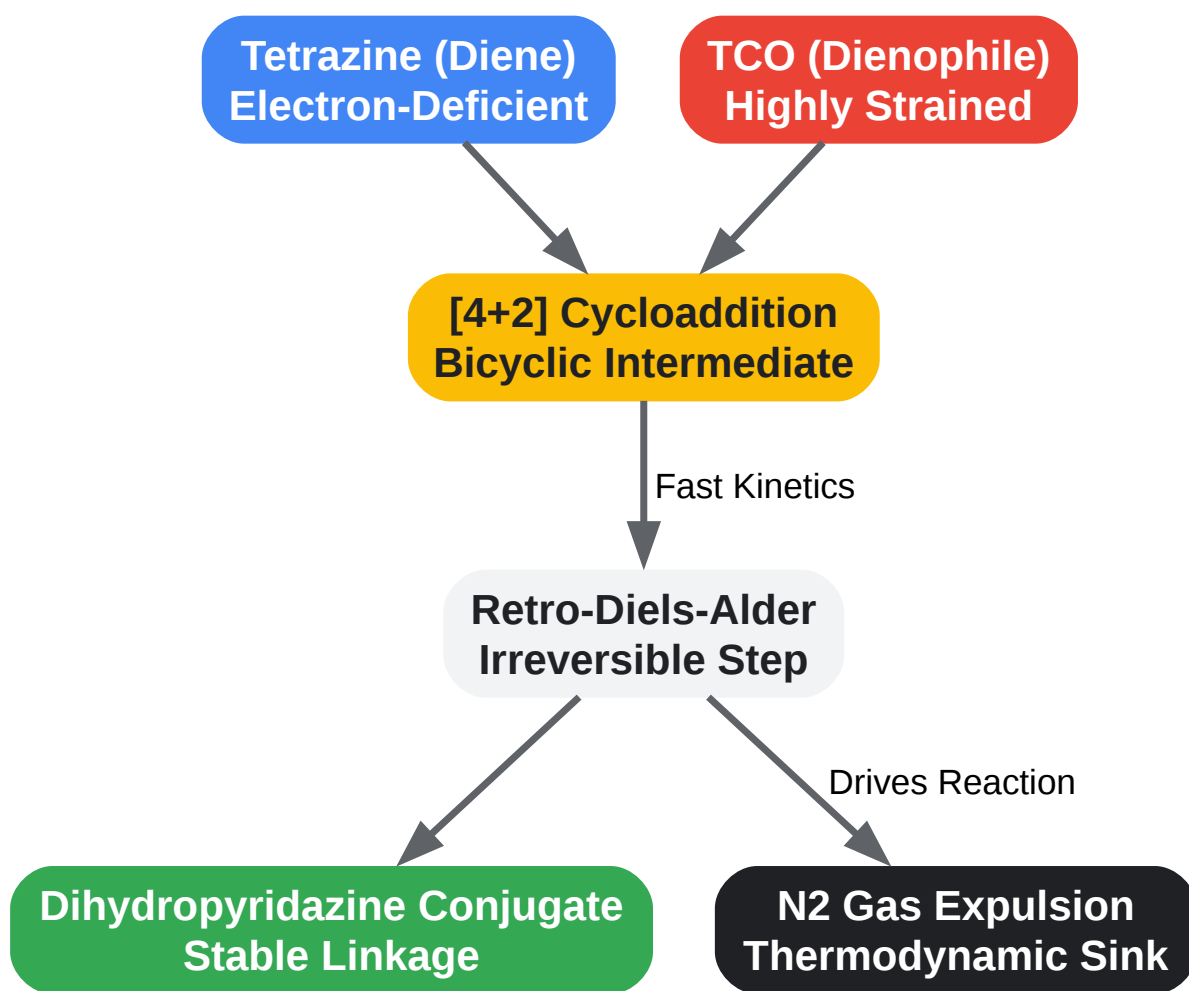 Tetrazine (Diene)
Electron-Deficient
TCO (Dienophile)
Highly Strained
[4+2] Cycloaddition
Bicyclic Intermediate
Fast Kinetics
Retro-Diels-Alder
Irreversible Step
Drives Reaction
Dihydropyridazine Conjugate
Stable Linkage
N2 Gas Expulsion
Thermodynamic Sink